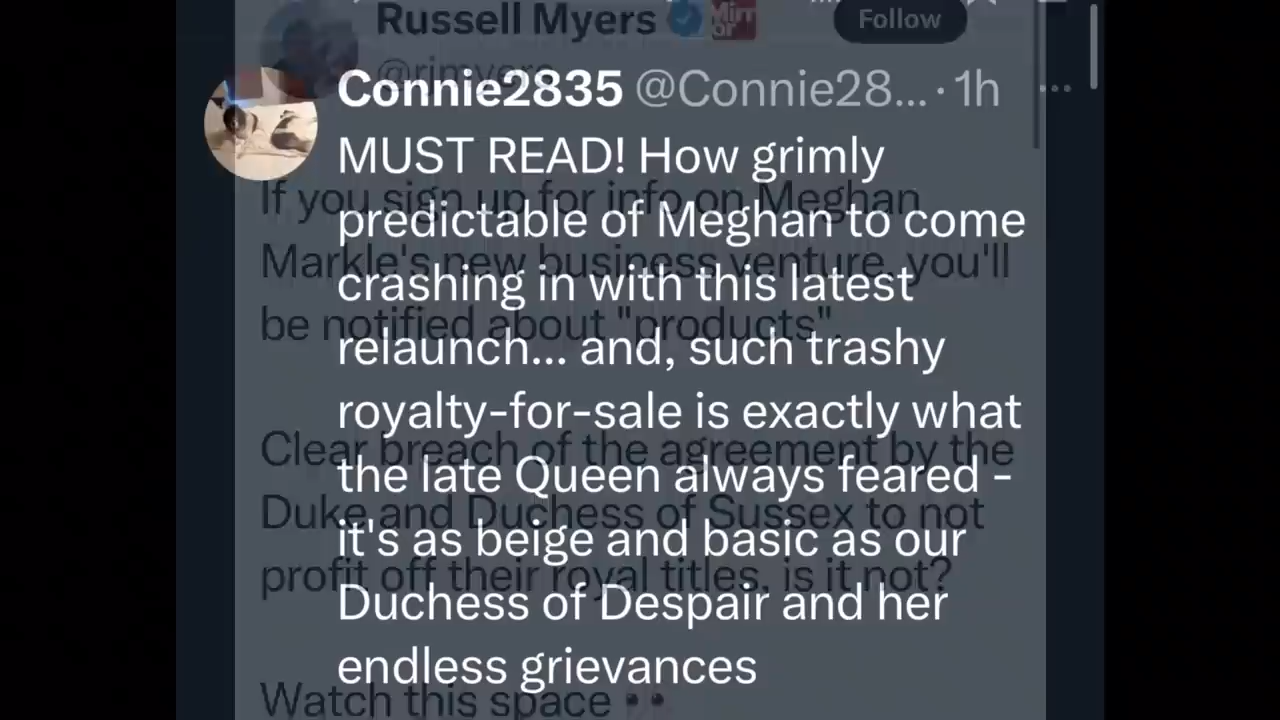 Russell Myers
Follow
@rjmyers
Connie2835 @Connie28... · 1h
MUST READ! How grimly
predictable of Meghan to come
crashing in with this latest
relaunch... and, such trashy
royalty-for-sale is exactly what
the late Queen always feared -
it's as beige and basic as our
Duchess of Despair and her
endless grievances
If you sign up for info on Meghan
Markle's new business venture, you'll
be notified about "products".
Clear breach of the agreement by the
Duke and Duchess of Sussex to not
profit off their royal titles, is it not?
Watch this space 👀